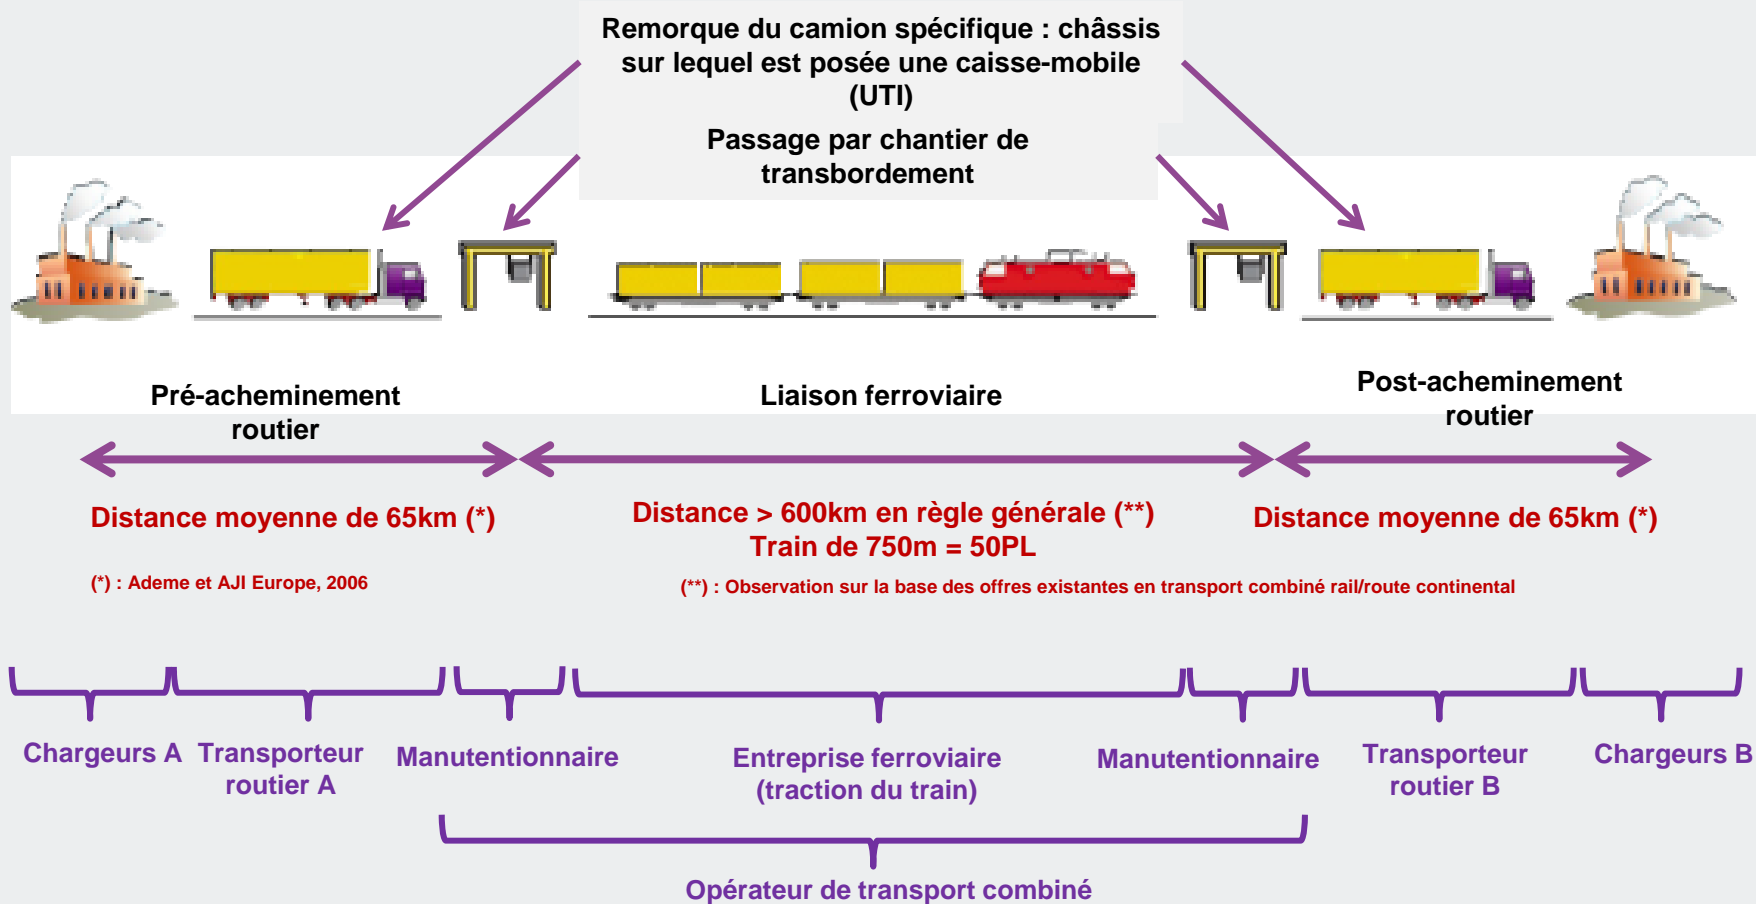 Remorque du camion spécifique : châssis
sur lequel est posée une caisse-mobile
(UTI)
Passage par chantier de
transbordement
Pré-acheminement
routier
Liaison ferroviaire
Post-acheminement
routier
Distance moyenne de 65km (*)
Distance > 600km en règle générale (**)
Train de 750m = 50PL
Distance moyenne de 65km (*)
(*) : Ademe et AJI Europe, 2006
(**) : Observation sur la base des offres existantes en transport combiné rail/route continental
Chargeurs A
Transporteur
routier A
Manutentionnaire
Entreprise ferroviaire
(traction du train)
Manutentionnaire
Transporteur
routier B
Chargeurs B
Opérateur de transport combiné